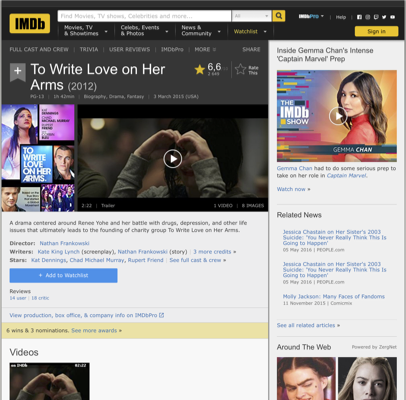 IMDb
Find Movies, TV shows, Celebrities and more...
All
Movies, TV & Showtimes
Celebs, Events & Photos
News & Community
Watchlist
IMDbPro
Help
Sign in
FULL CAST AND CREW | TRIVIA | USER REVIEWS | IMDbPro | MORE
SHARE
To Write Love on Her
Arms (2012)
6,6
Rate
This
PG-13 | 1h 42min | Biography, Drama, Fantasy | 3 March 2015 (USA)
TO
WRITE
LOVE
ON HER
ARMS.
2:22 | Trailer
1 VIDEO | 8 IMAGES
A drama centered around Renee Yohe and her battle with drugs, depression, and other life
issues that ultimately leads to the founding of charity group To Write Love on Her Arms.
Director: Nathan Frankowski
Writers: Kate King Lynch (screenplay), Nathan Frankowski (story) | 3 more credits »
Stars: Kat Dennings, Chad Michael Murray, Rupert Friend | See full cast & crew »
+ Add to Watchlist
Reviews
14 user | 18 critic
View production, box office, & company info on IMDbPro
6 wins & 3 nominations. See more awards »
Videos
02:22
Inside Gemma Chan's Intense
'Captain Marvel' Prep
THE
IMDb
SHOW
GEMMA CHAN
Gemma Chan had to do some serious prep to
take on her role in Captain Marvel.
Watch now »
Related News
Jessica Chastain on Her Sister's 2003
Suicide: 'You Never Really Think This Is
Going to Happen'
05 May 2016 | PEOPLE.com
Jessica Chastain on Her Sister's 2003
Suicide: 'You Never Really Think This Is
Going to Happen'
05 May 2016 | PEOPLE.com
Molly Jackson: Many Faces of Fandoms
11 November 2015 | Comicmix
See all related articles »
Around The Web
Powered by ZergNet